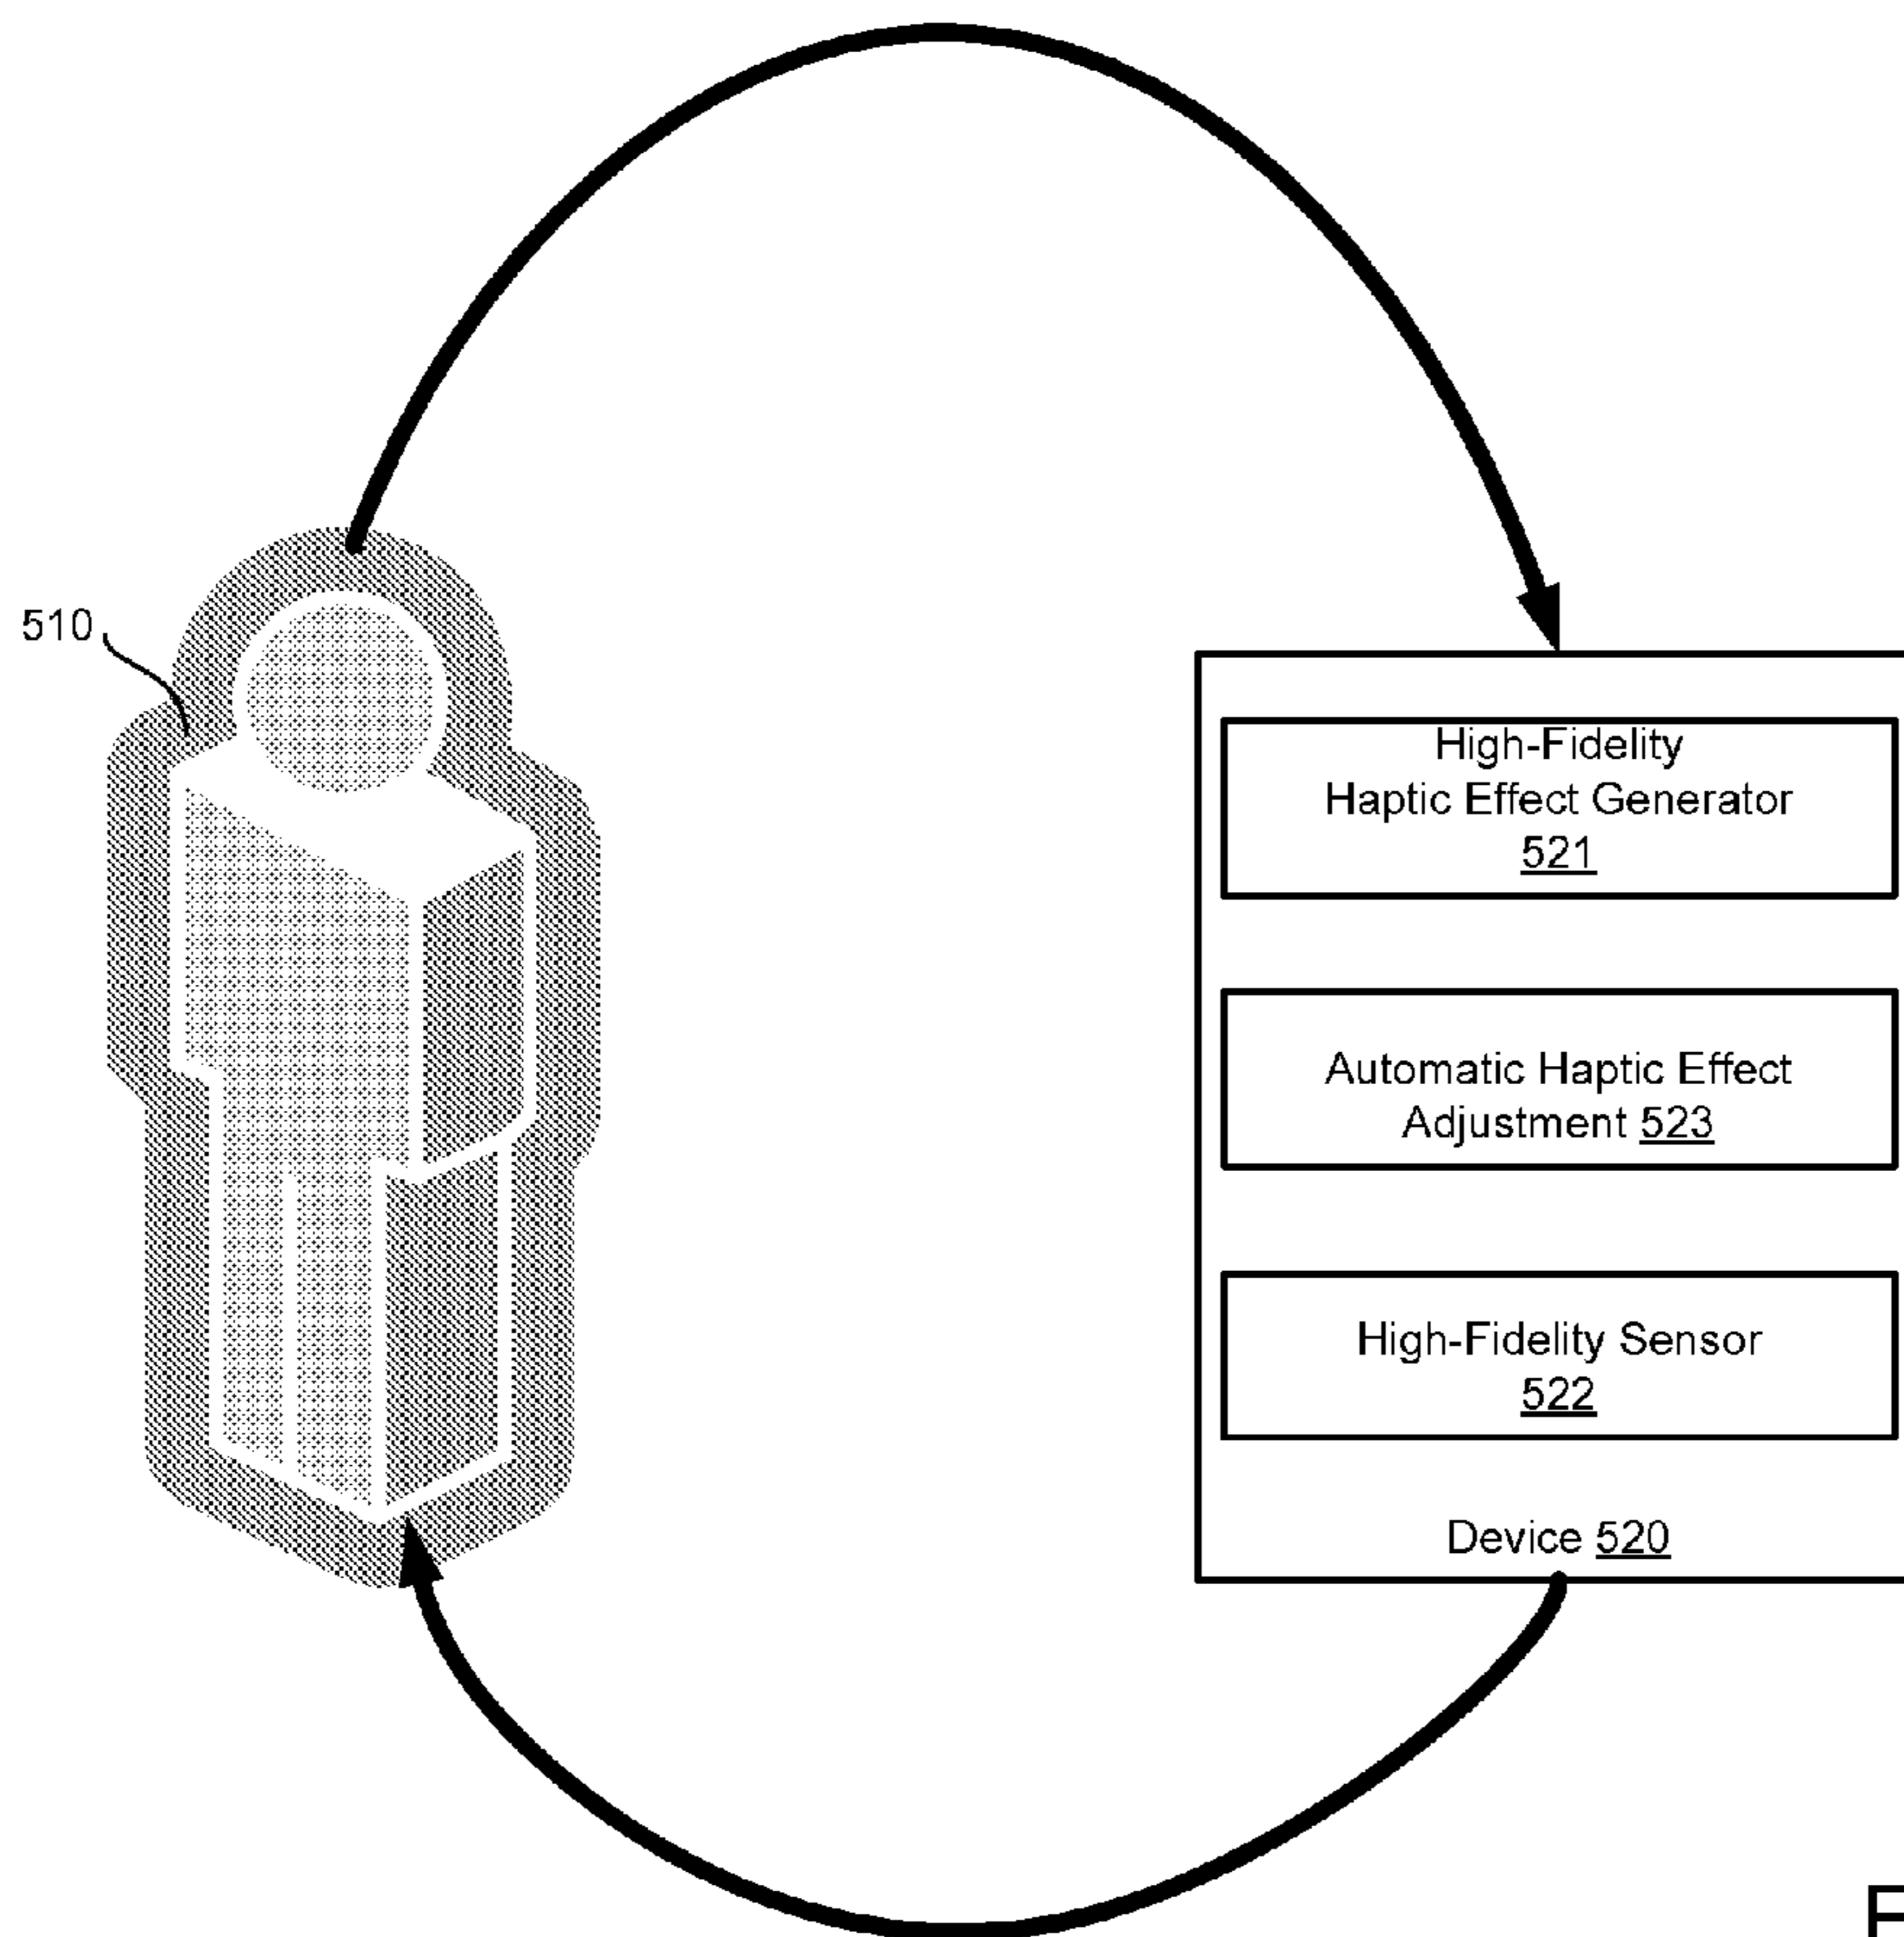 510
High-Fidelity
Haptic Effect Generator
521
Automatic Haptic Effect
Adjustment 523
High-Fidelity Sensor
522
Device 520